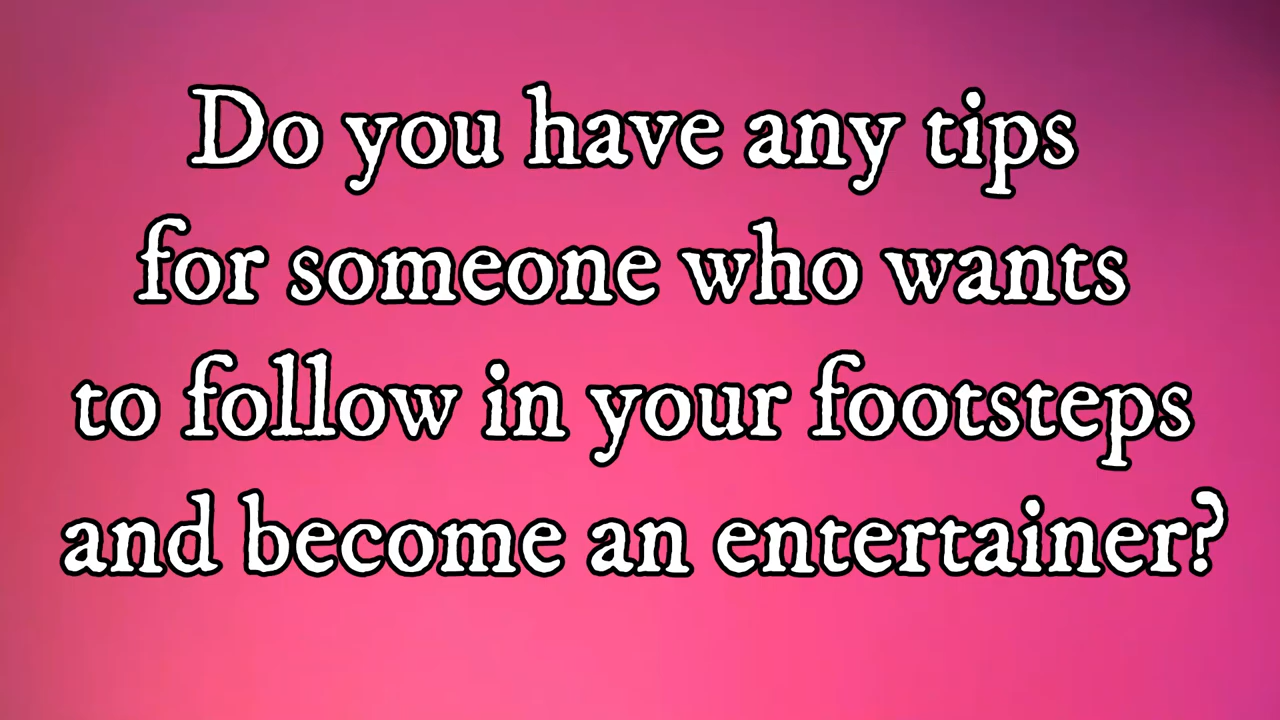 Do you have any tips
for someone who wants
to follow in your footsteps
and become an entertainer?